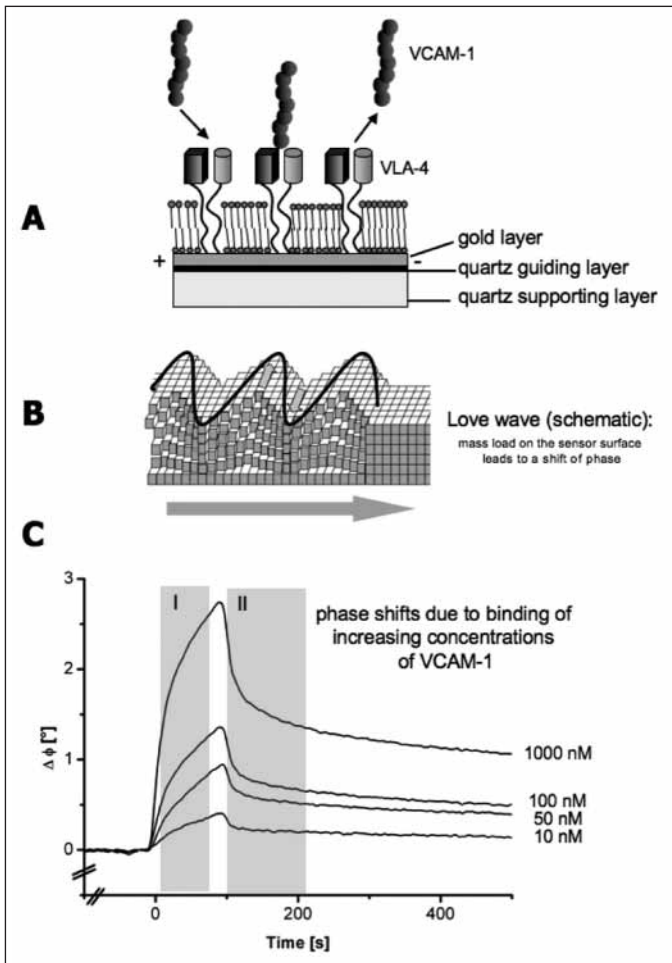 VCAM-1
VLA-4
A
gold layer
+
-
quartz guiding layer
quartz supporting layer
B
Love wave (schematic):
mass load on the sensor surface
leads to a shift of phase
C
3
I
II
phase shifts due to binding of
increasing concentrations
of VCAM-1
2
Δ ϕ [°]
1
1000 nM
100 nM
50 nM
10 nM
0
0
200
400
Time [s]